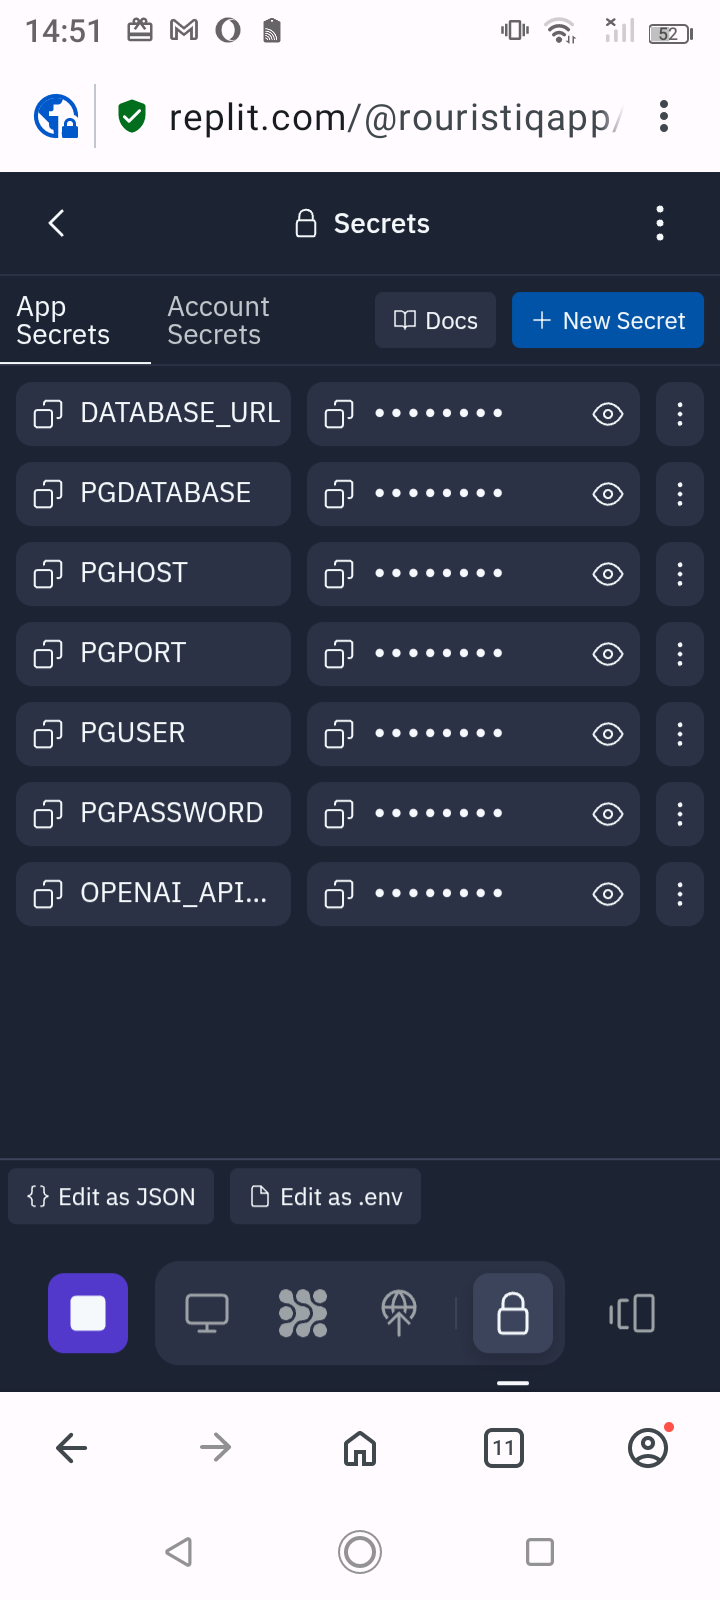 14:51
52
replit.com/@rouristiqapp/
Secrets
App Secrets
Account Secrets
Docs
+ New Secret
DATABASE_URL
PGDATABASE
PGHOST
PGPORT
PGUSER
PGPASSWORD
OPENAI_API...
{} Edit as JSON
Edit as .env
11